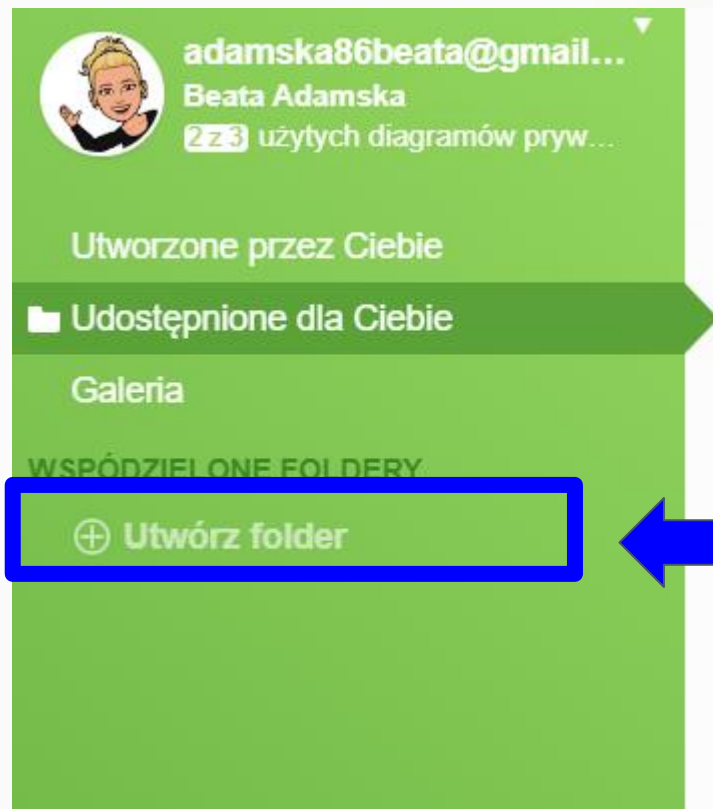 adamska86beata@gmail...
Beata Adamska
2 z 3 użytych diagramów pryw...
Utworzone przez Ciebie
Udostępnione dla Ciebie
Galeria
WSPÓDZIELONE FOLDERY
Utwórz folder